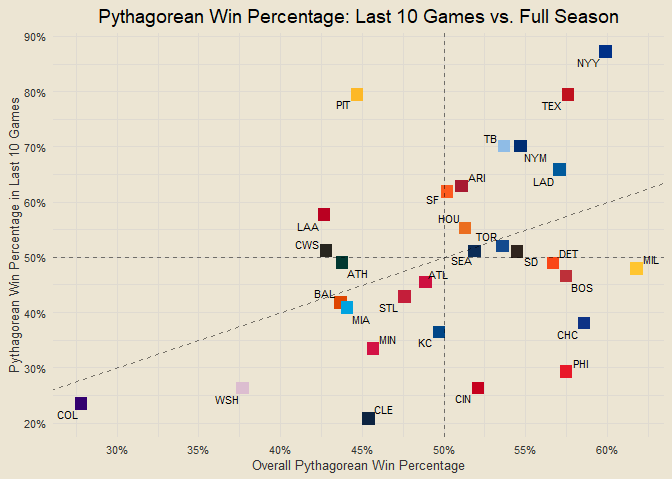 Pythagorean Win Percentage: Last 10 Games vs. Full Season
90%
NYY
80%
PIT
TEX
70%
TB
NYM
LAD
ARI
60%
SF
LAA
HOU
TOR
CWS
50%
SEA
SD
DET
MIL
ATH
ATL
BOS
BAL
STL
40%
MIA
CHC
KC
MIN
30%
PHI
WSH
CIN
COL
CLE
20%
30%
35%
40%
45%
50%
55%
60%
Overall Pythagorean Win Percentage
Pythagorean Win Percentage in Last 10 Games